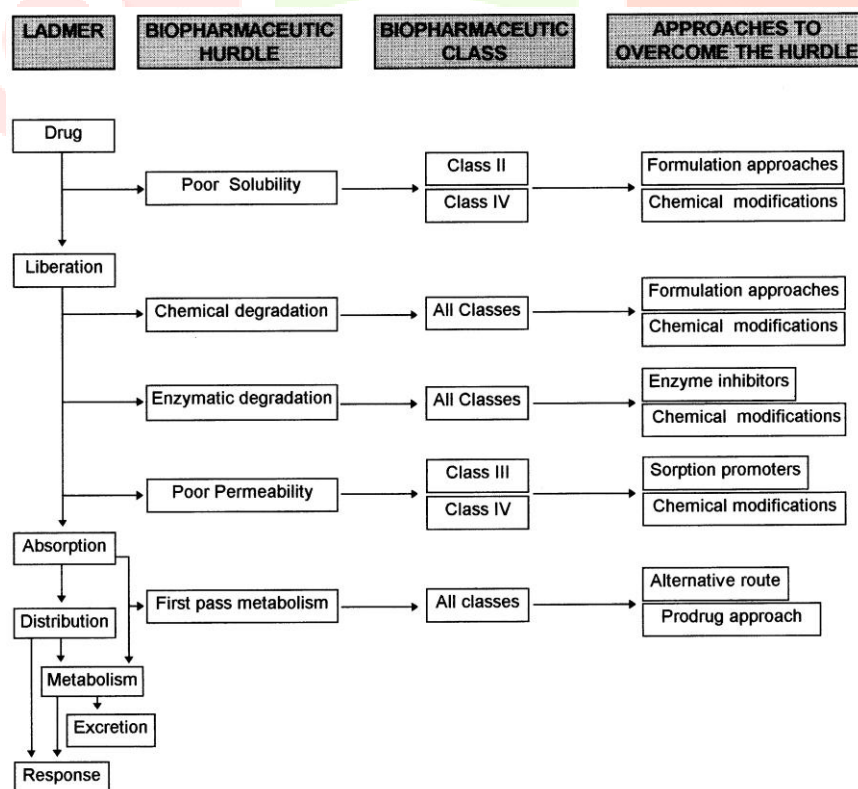 LADMER
BIOPHARMACEUTIC
HURDLE
BIOPHARMACEUTIC
CLASS
APPROACHES TO
OVERCOME THE HURDLE
Drug
Poor Solubility
Class II
Class IV
Formulation approaches
Chemical modifications
Liberation
Chemical degradation
All Classes
Formulation approaches
Chemical modifications
Enzymatic degradation
All Classes
Enzyme inhibitors
Chemical modifications
Poor Permeability
Class III
Class IV
Sorption promoters
Chemical modifications
Absorption
First pass metabolism
All classes
Alternative route
Prodrug approach
Distribution
Metabolism
Excretion
Response